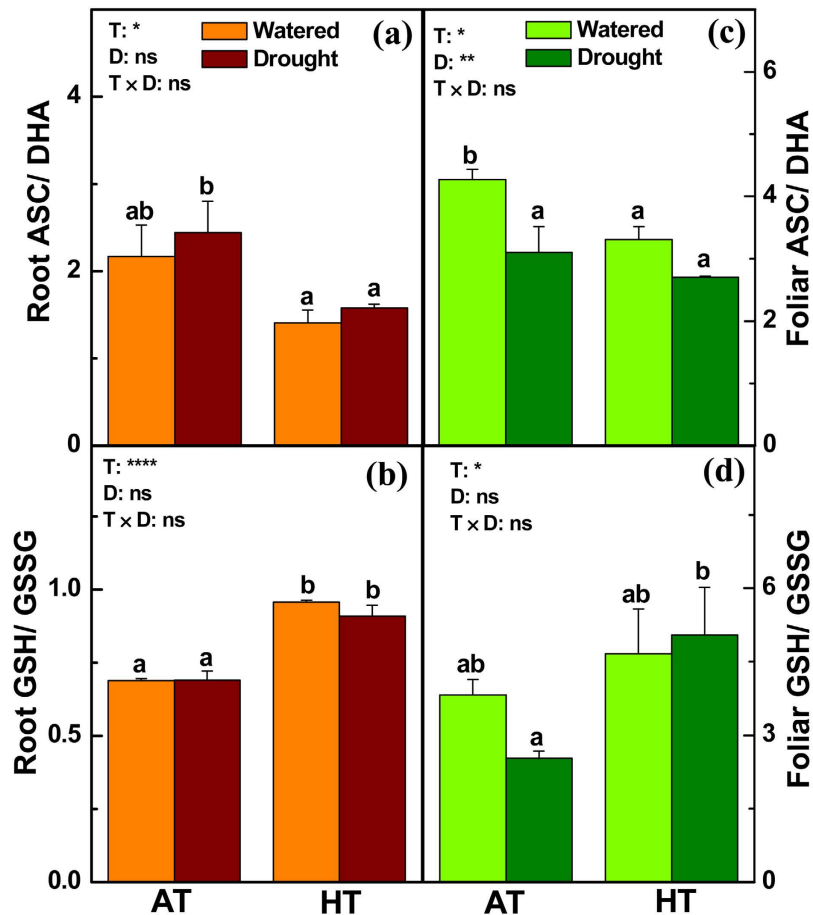 T: *
D: ns
T × D: ns
Watered
Drought
(a)
4
2
0
Root ASC/ DHA
ab
b
a
a
T: *
D: **
T × D: ns
Watered
Drought
(c)
6
4
2
0
Foliar ASC/ DHA
b
a
a
a
T: ****
D: ns
T × D: ns
(b)
1.0
0.5
0.0
Root GSH/ GSSG
a
a
b
b
AT
HT
T: *
D: ns
T × D: ns
(d)
6
3
0
Foliar GSH/ GSSG
ab
a
ab
b
AT
HT